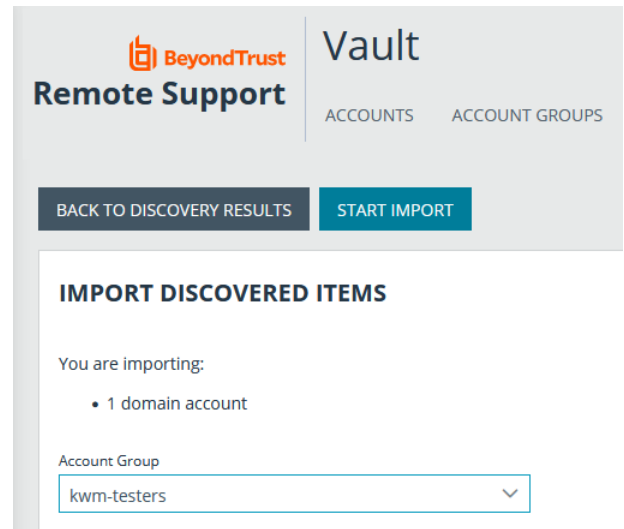 BeyondTrust
Remote Support
Vault
ACCOUNTS ACCOUNT GROUPS
BACK TO DISCOVERY RESULTS START IMPORT
IMPORT DISCOVERED ITEMS
You are importing:
• 1 domain account
Account Group
kwm-testers